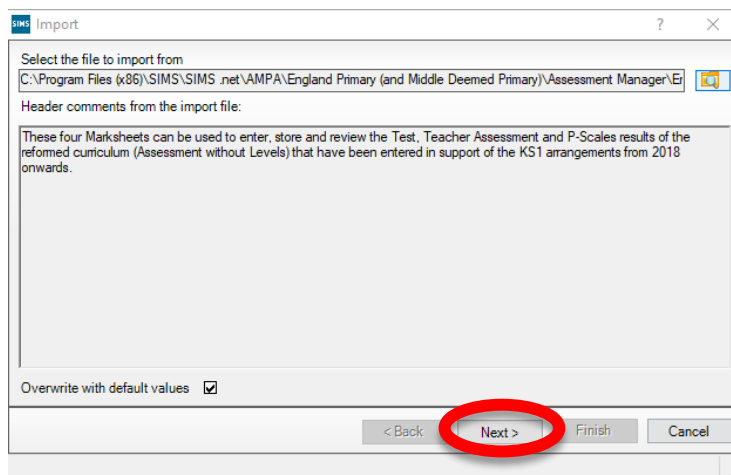 SIMS Import ?
Select the file to import from
C:\Program Files (x86)\SIMS\SIMS .net\AMPA\England Primary (and Middle Deemed Primary)\Assessment Manager\Er
Header comments from the import file:
These four Marksheets can be used to enter, store and review the Test, Teacher Assessment and P-Scales results of the
reformed curriculum (Assessment without Levels) that have been entered in support of the KS1 arrangements from 2018
onwards.
Overwrite with default values
< Back Next > Finish Cancel